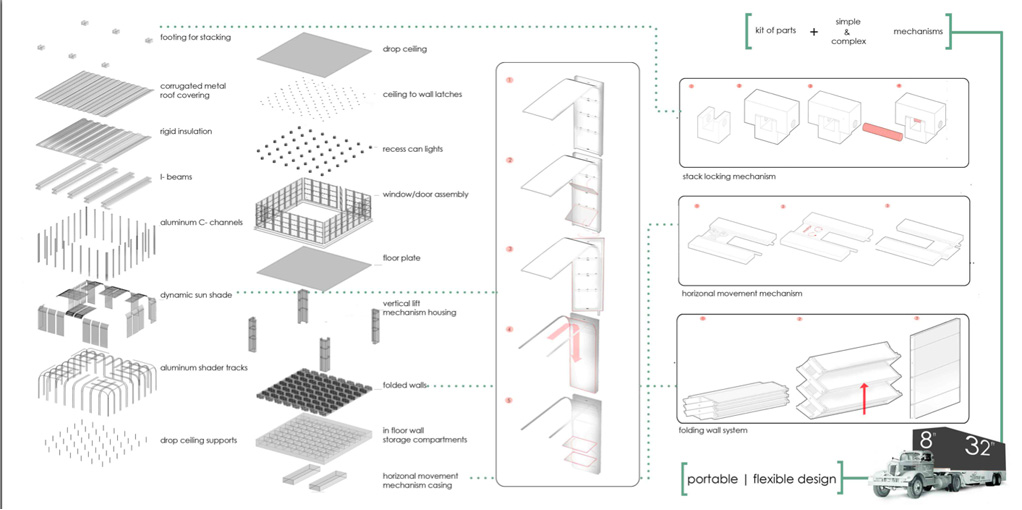 footing for stacking
corrugated metal
roof covering
rigid insulation
I- beams
aluminum C- channels
dynamic sun shade
aluminum shader tracks
drop ceiling supports
drop ceiling
ceiling to wall latches
recess can lights
window/door assembly
floor plate
vertical lift
mechanism housing
folded walls
in floor wall
storage compartments
horizonal movement
mechanism casing
1
2
3
4
5
kit of parts + simple
&
complex mechanisms
stack locking mechanism
horizonal movement mechanism
folding wall system
8' 32'
portable | flexible design